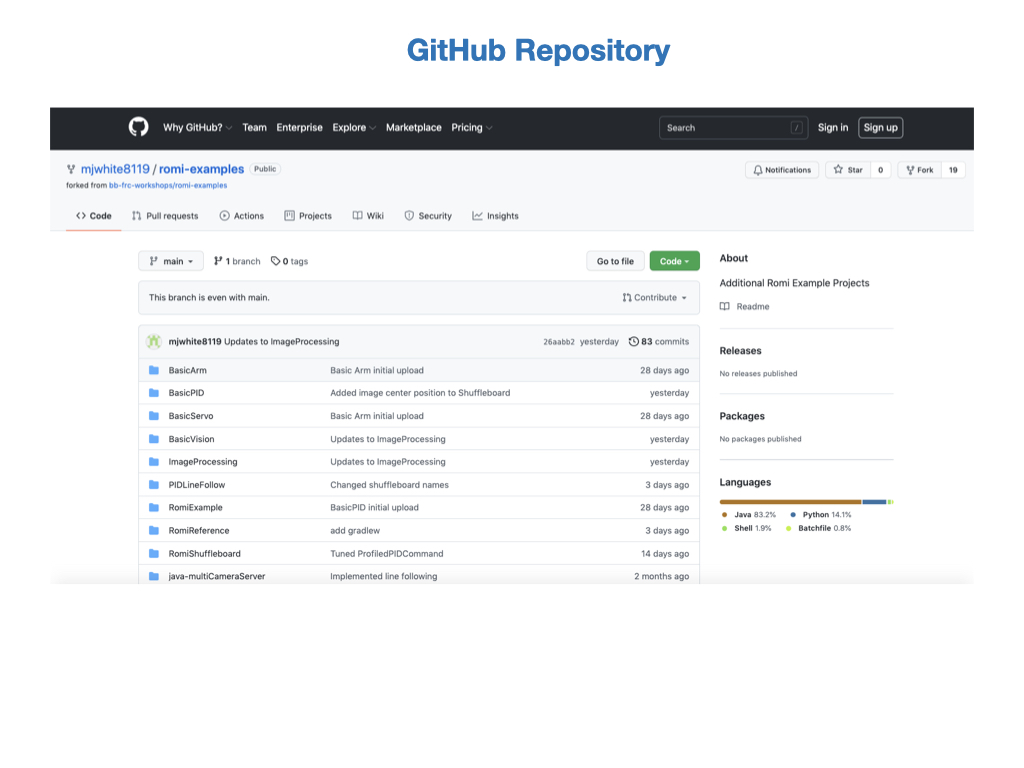 GitHub Repository
Why GitHub? Team Enterprise Explore Marketplace Pricing Search / Sign in Sign up
mjwhite8119 / romi-examples Public Notifications Star 0 Fork 19
forked from bb-frc-workshops/romi-examples
Code Pull requests Actions Projects Wiki Security Insights
main 1 branch 0 tags Go to file Code
This branch is even with main. Contribute
mjwhite8119 Updates to ImageProcessing 26aabb2 yesterday 83 commits
BasicArm Basic Arm initial upload 28 days ago
BasicPID Added image center position to Shuffleboard yesterday
BasicServo Basic Arm initial upload 28 days ago
BasicVision Updates to ImageProcessing yesterday
ImageProcessing Updates to ImageProcessing yesterday
PIDLineFollow Changed shuffleboard names 3 days ago
RomiExample BasicPID initial upload 28 days ago
RomiReference add gradlew 3 days ago
RomiShuffleboard Tuned ProfiledPIDCommand 14 days ago
java-multiCameraServer Implemented line following 2 months ago
About
Additional Romi Example Projects
Readme
Releases
No releases published
Packages
No packages published
Languages
Java 83.2% Python 14.1%
Shell 1.9% Batchfile 0.8%